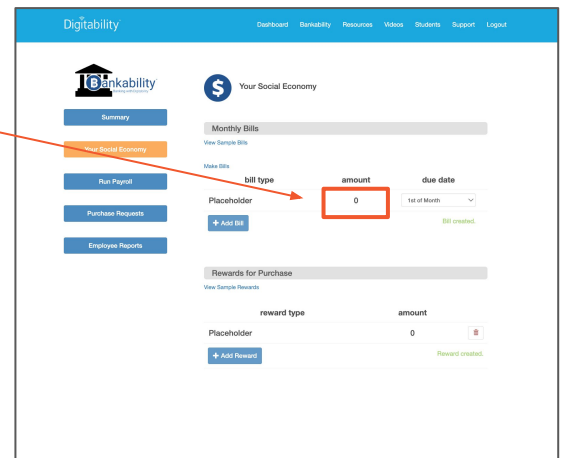 Digitability
Dashboard Bankability Resources Videos Students Support Logout
Bankability
Summary
Your Social Economy
Run Payroll
Purchase Requests
Employee Reports
$ Your Social Economy
Monthly Bills
View Sample Bills
Make Bills
bill type amount due date
Placeholder 0 1st of Month
+ Add Bill Bill created.
Rewards for Purchase
View Sample Rewards
reward type amount
Placeholder 0
+ Add Reward Reward created.